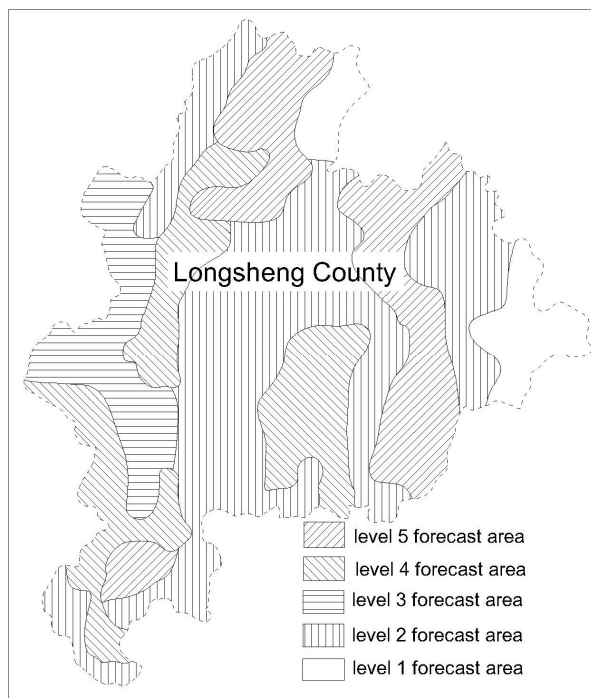 Longsheng County
level 5 forecast area
level 4 forecast area
level 3 forecast area
level 2 forecast area
level 1 forecast area